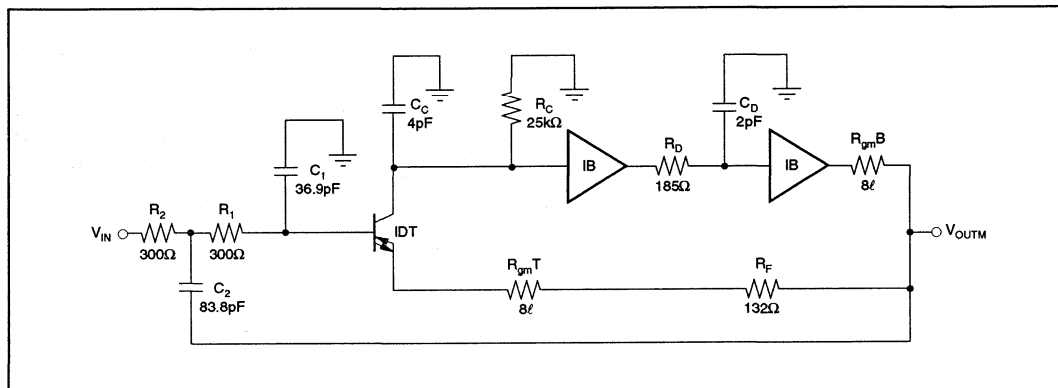 C_C
4pF
R_C
25kΩ
C_D
2pF
C_1
36.9pF
IB
R_D
185Ω
IB
R_gmB
8ℓ
V_IN
R_2
300Ω
R_1
300Ω
IDT
V_OUTM
C_2
83.8pF
R_gmT
8ℓ
R_F
132Ω